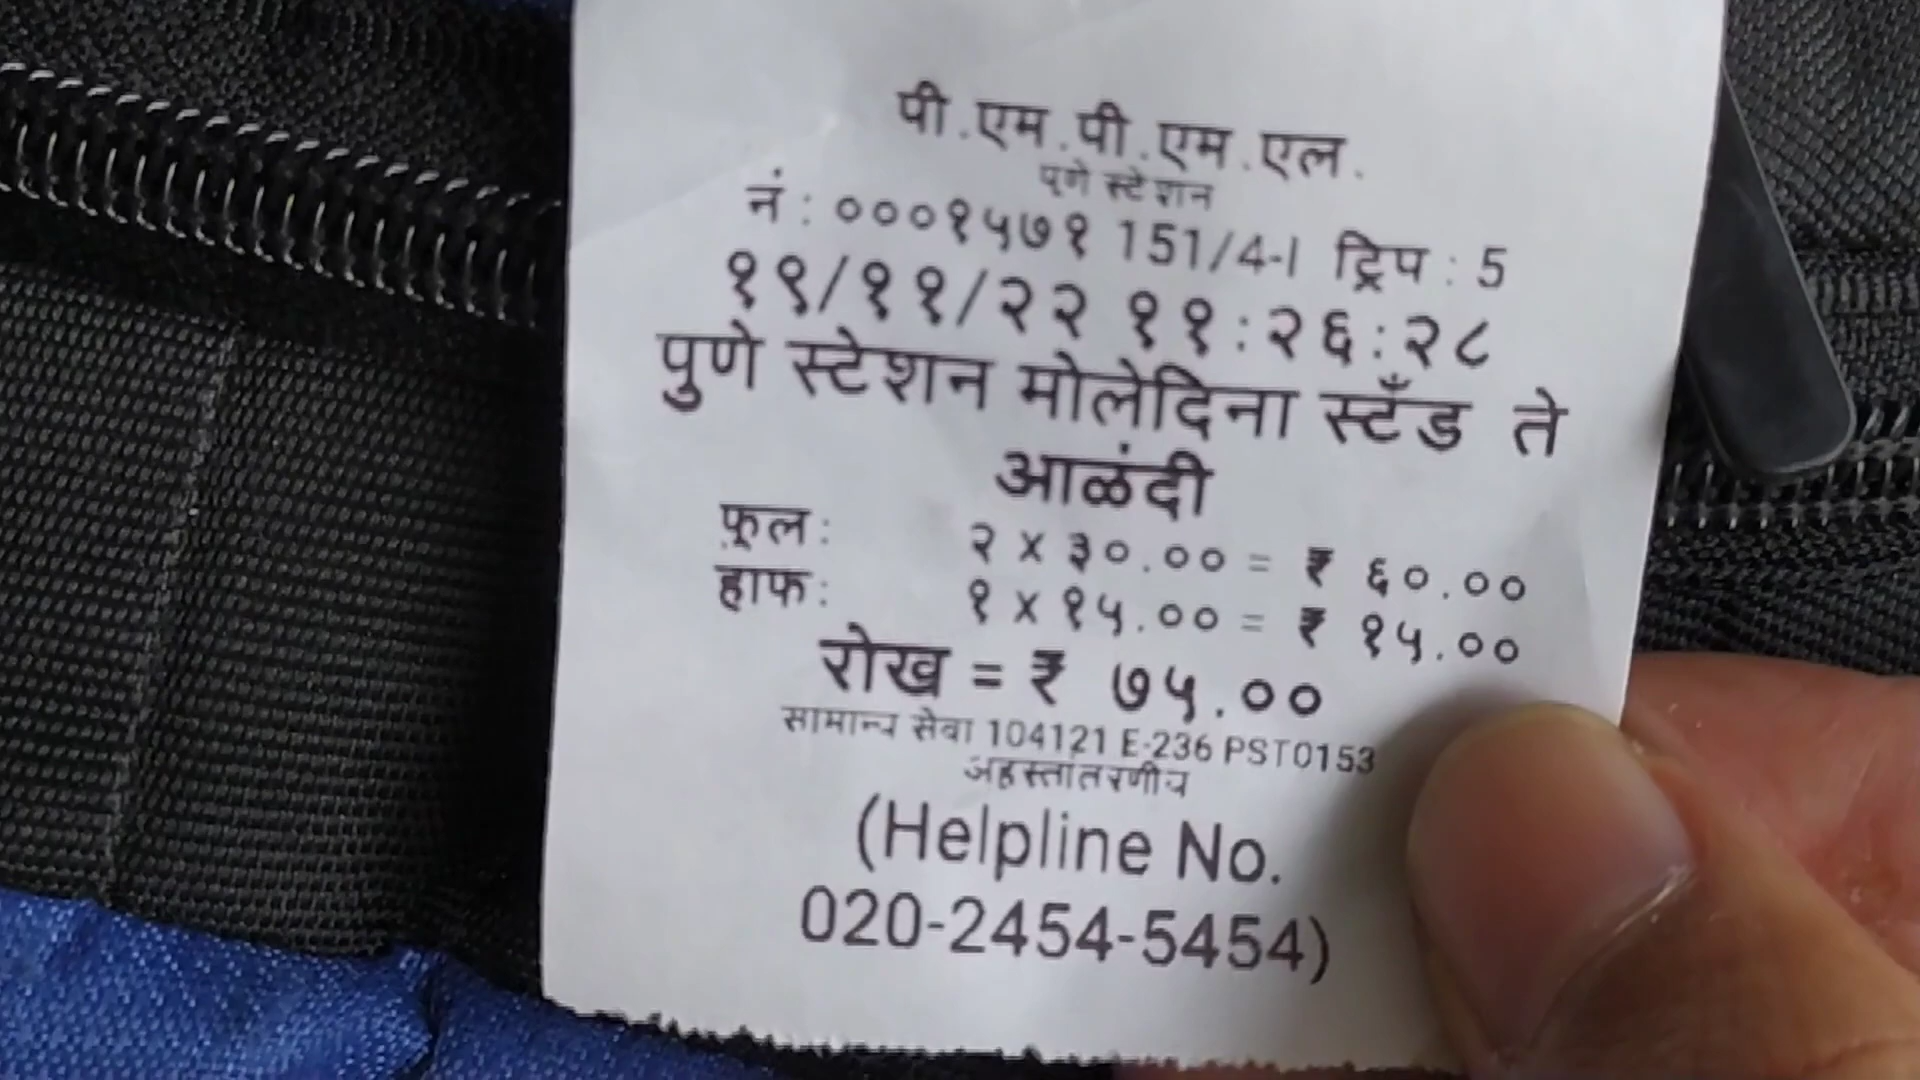 पी.एम.पी.एम.एल.
पुणे स्टेशन
नं: ०००१५७१ 151/4-I ट्रिप: 5
१९/११/२२ ११:२६:२८
पुणे स्टेशन मोलेदिना स्टँड ते
आळंदी
फुल: २ x ३०.०० = ₹ ६०.००
हाफ: १ x १५.०० = ₹ १५.००
रोख = ₹ ७५.००
सामान्य सेवा 104121 E-236 PST0153
अहस्तांतरणीय
(Helpline No.
020-2454-5454)